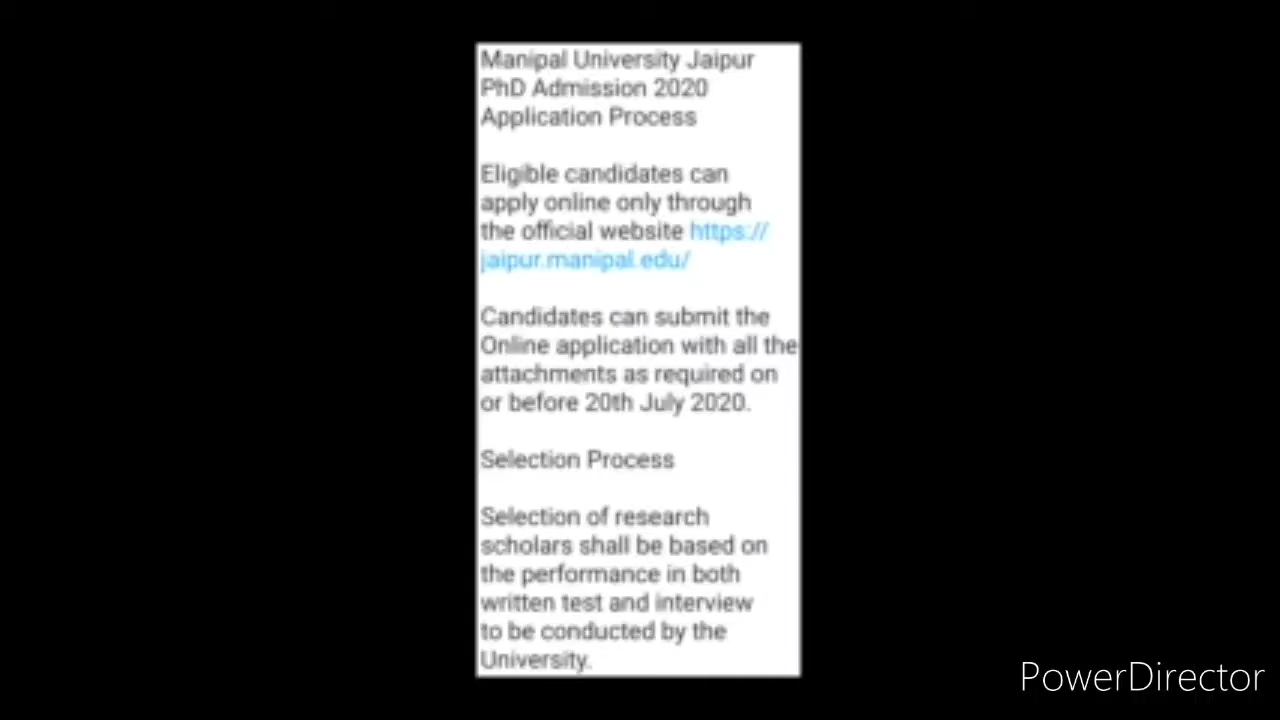 Manipal University Jaipur
PhD Admission 2020
Application Process
Eligible candidates can
apply online only through
the official website https://
jaipur.manipal.edu/
Candidates can submit the
Online application with all the
attachments as required on
or before 20th July 2020.
Selection Process
Selection of research
scholars shall be based on
the performance in both
written test and interview
to be conducted by the
University.
PowerDirector